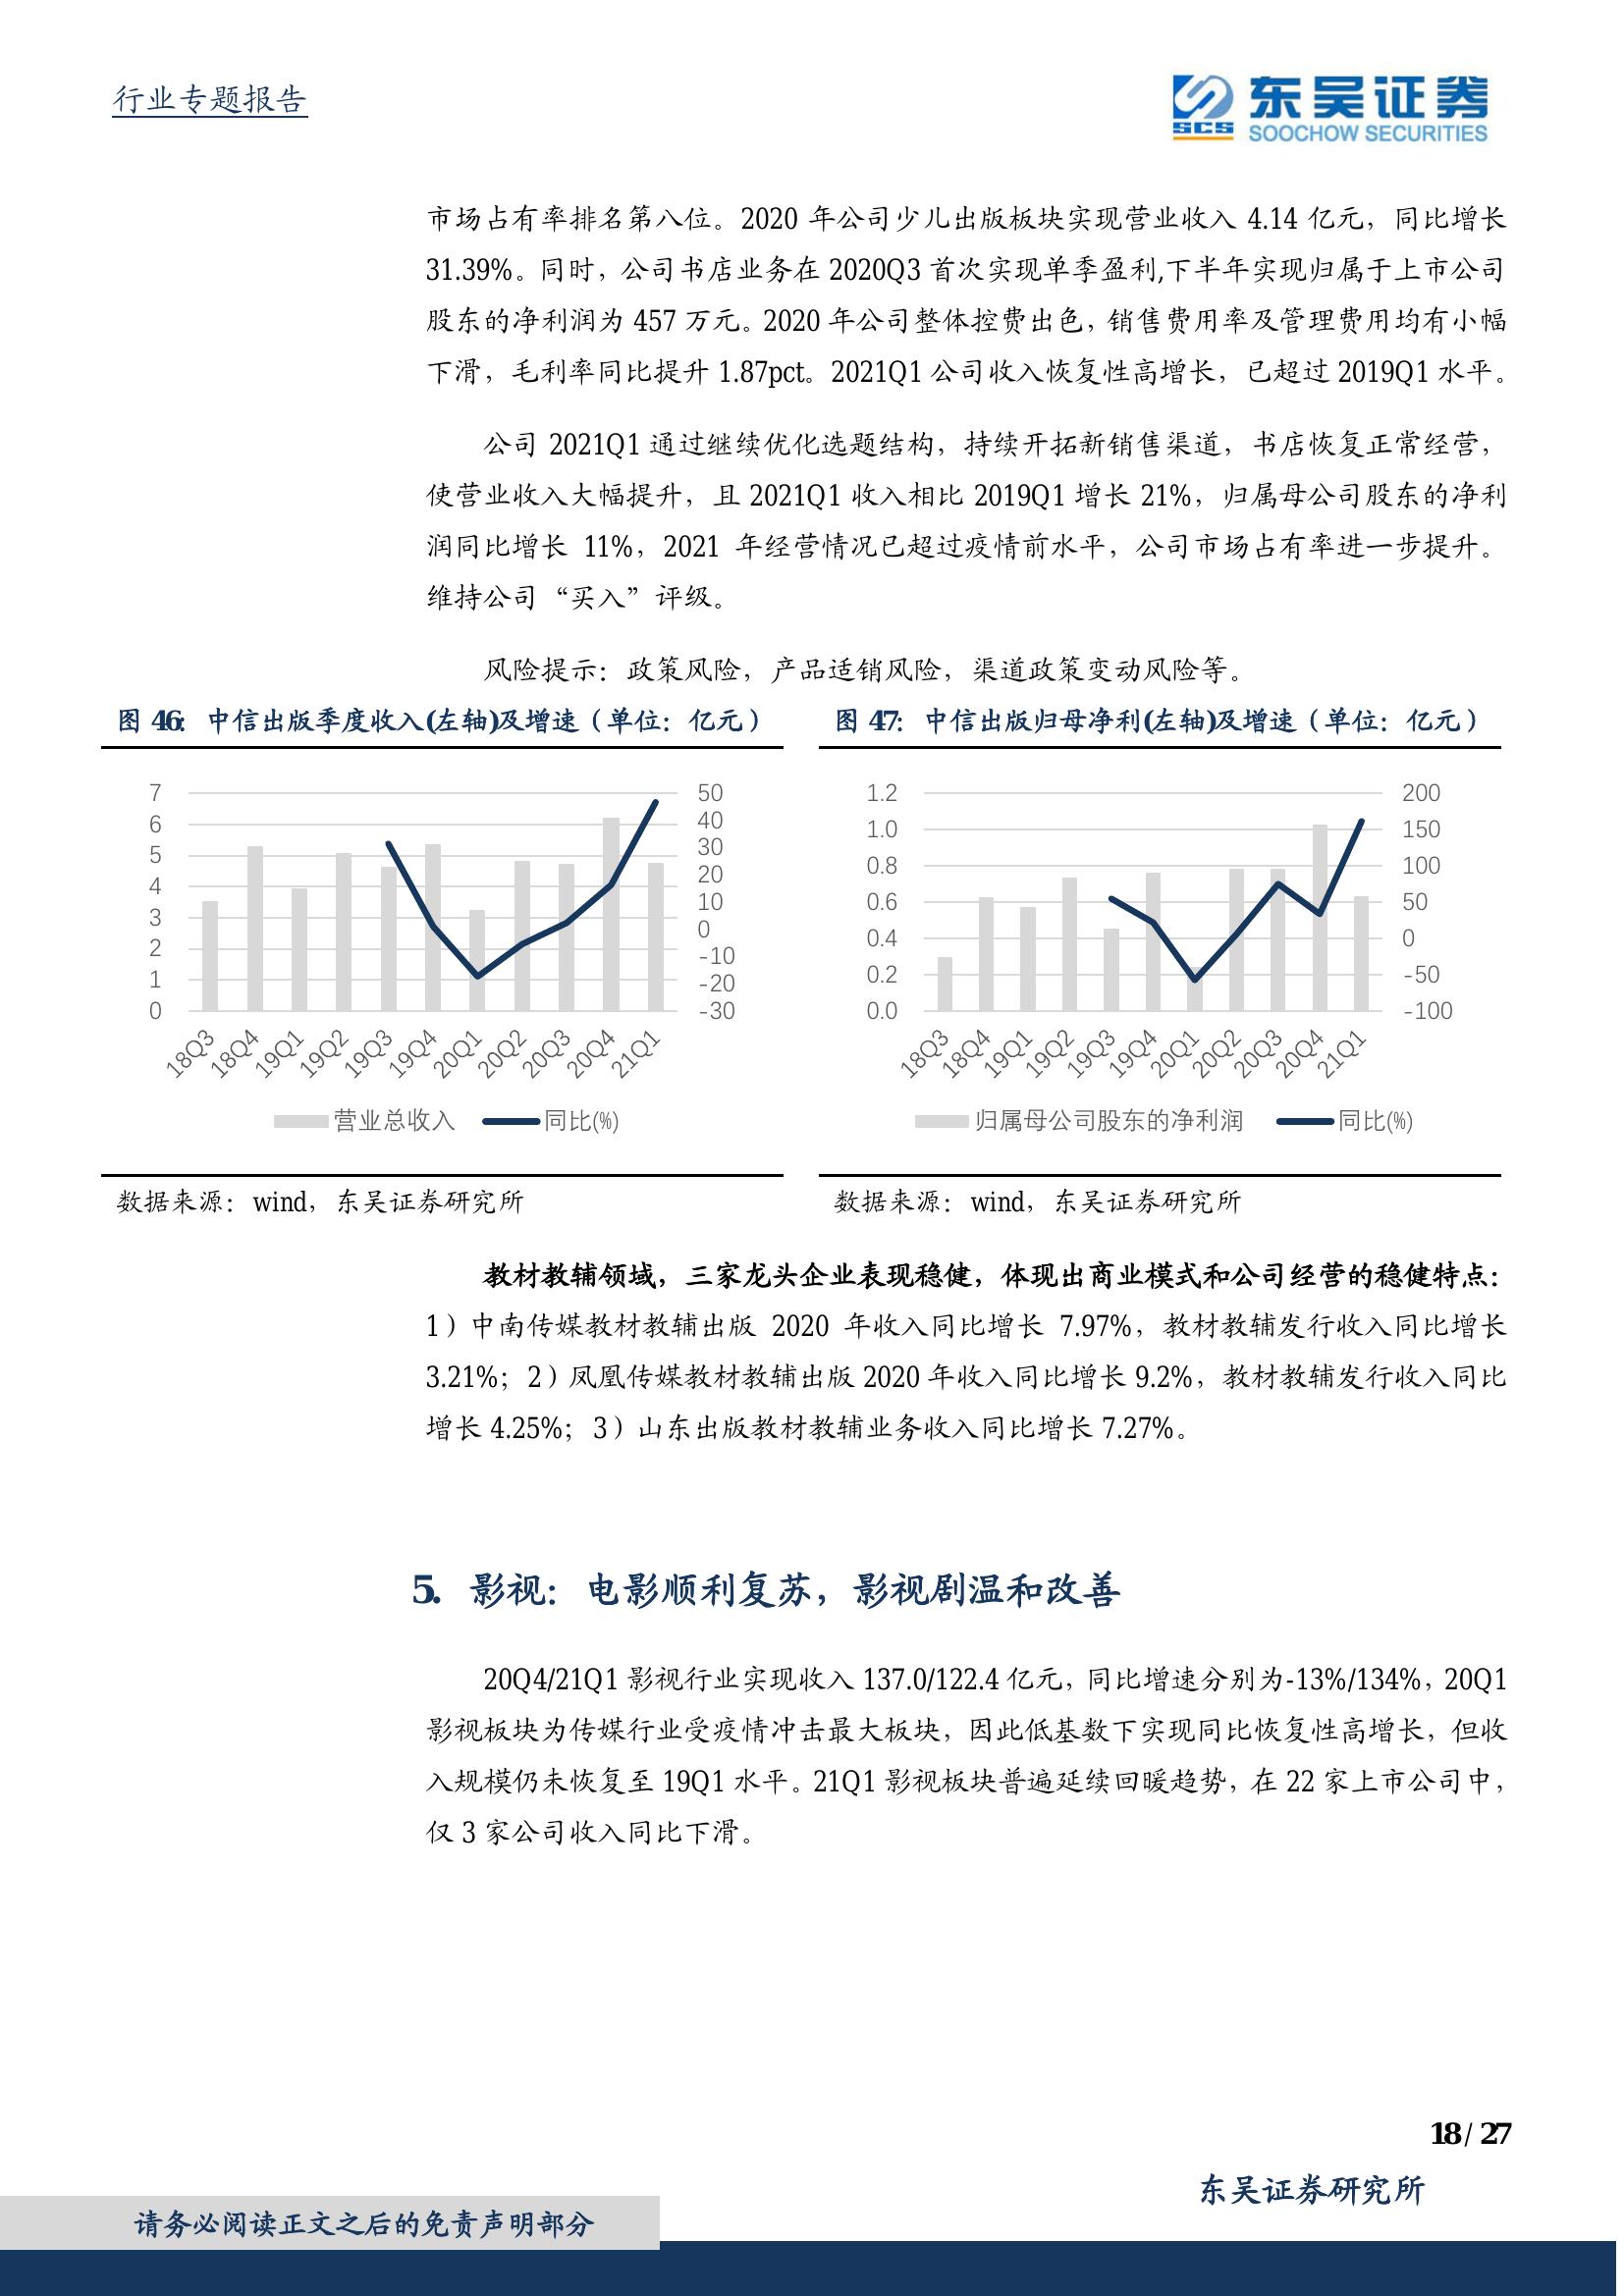 行业专题报告
SCS
东吴证券
SOOCHOW SECURITIES
市场占有率排名第八位。2020 年公司少儿出版板块实现营业收入 4.14 亿元，同比增长
31.39%。同时，公司书店业务在 2020Q3 首次实现单季盈利,下半年实现归属于上市公司
股东的净利润为 457 万元。2020 年公司整体控费出色，销售费用率及管理费用均有小幅
下滑，毛利率同比提升 1.87pct。2021Q1 公司收入恢复性高增长，已超过 2019Q1 水平。
公司 2021Q1 通过继续优化选题结构，持续开拓新销售渠道，书店恢复正常经营，
使营业收入大幅提升，且 2021Q1 收入相比 2019Q1 增长 21%，归属母公司股东的净利
润同比增长 11%，2021 年经营情况已超过疫情前水平，公司市场占有率进一步提升。
维持公司“买入”评级。
风险提示：政策风险，产品适销风险，渠道政策变动风险等。
图 46：中信出版季度收入(左轴)及增速（单位：亿元）
7
6
5
4
3
2
1
0
50
40
30
20
10
0
-10
-20
-30
18Q3
18Q4
19Q1
19Q2
19Q3
19Q4
20Q1
20Q2
20Q3
20Q4
21Q1
营业总收入
同比(%)
数据来源：wind，东吴证券研究所
图 47：中信出版归母净利(左轴)及增速（单位：亿元）
1.2
1.0
0.8
0.6
0.4
0.2
0.0
200
150
100
50
0
-50
-100
18Q3
18Q4
19Q1
19Q2
19Q3
19Q4
20Q1
20Q2
20Q3
20Q4
21Q1
归属母公司股东的净利润
同比(%)
数据来源：wind，东吴证券研究所
教材教辅领域，三家龙头企业表现稳健，体现出商业模式和公司经营的稳健特点：
1）中南传媒教材教辅出版 2020 年收入同比增长 7.97%，教材教辅发行收入同比增长
3.21%；2）凤凰传媒教材教辅出版 2020 年收入同比增长 9.2%，教材教辅发行收入同比
增长 4.25%；3）山东出版教材教辅业务收入同比增长 7.27%。
5. 影视：电影顺利复苏，影视剧温和改善
20Q4/21Q1 影视行业实现收入 137.0/122.4 亿元，同比增速分别为-13%/134%，20Q1
影视板块为传媒行业受疫情冲击最大板块，因此低基数下实现同比恢复性高增长，但收
入规模仍未恢复至 19Q1 水平。21Q1 影视板块普遍延续回暖趋势，在 22 家上市公司中，
仅 3 家公司收入同比下滑。
18 / 27
东吴证券研究所
请务必阅读正文之后的免责声明部分